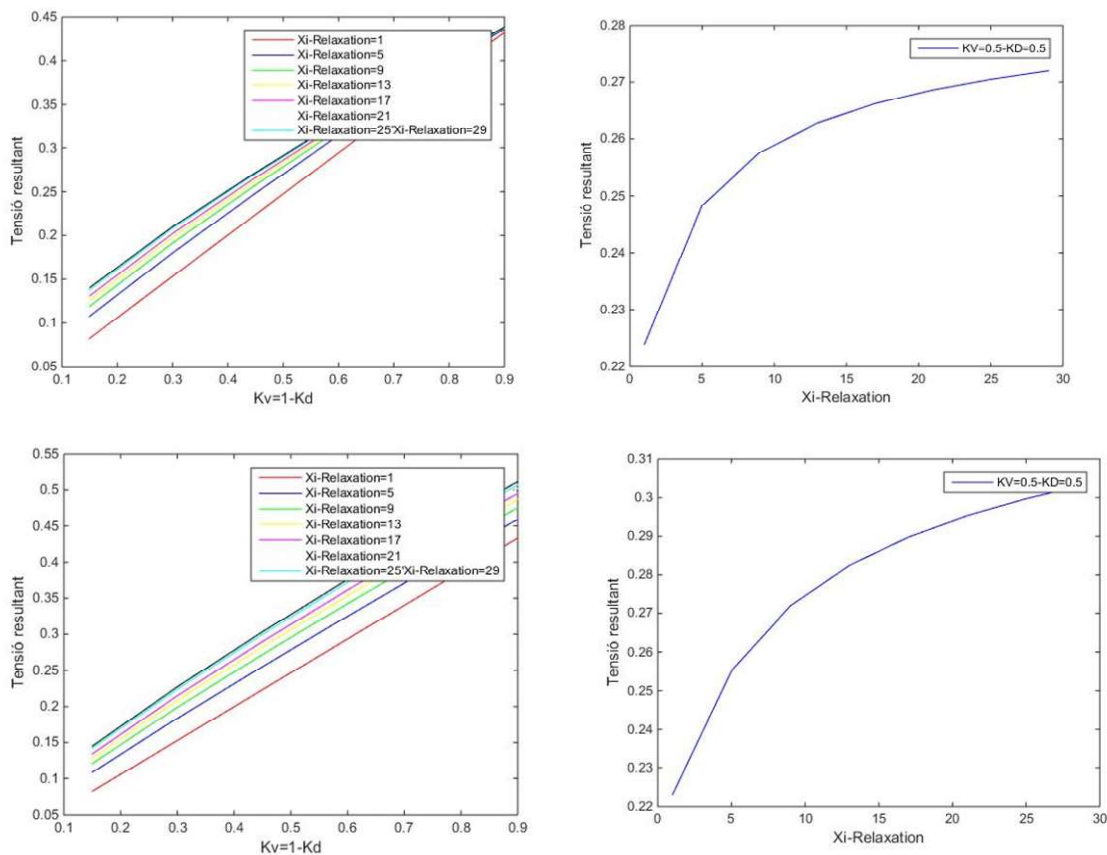 0.45
0.4
0.35
0.3
0.25
0.2
0.15
0.1
0.05
Tensió resultant
Xi-Relaxation=1
Xi-Relaxation=5
Xi-Relaxation=9
Xi-Relaxation=13
Xi-Relaxation=17
Xi-Relaxation=21
Xi-Relaxation=25'Xi-Relaxation=29
0.1 0.2 0.3 0.4 0.5 0.6 0.7 0.8 0.9
Kv=1-Kd
0.28
0.27
0.26
0.25
0.24
0.23
0.22
Tensió resultant
KV=0.5-KD=0.5
0 5 10 15 20 25 30
Xi-Relaxation
0.55
0.5
0.45
0.4
0.35
0.3
0.25
0.2
0.15
0.1
0.05
Tensió resultant
Xi-Relaxation=1
Xi-Relaxation=5
Xi-Relaxation=9
Xi-Relaxation=13
Xi-Relaxation=17
Xi-Relaxation=21
Xi-Relaxation=25'Xi-Relaxation=29
0.1 0.2 0.3 0.4 0.5 0.6 0.7 0.8 0.9
Kv=1-Kd
0.31
0.3
0.29
0.28
0.27
0.26
0.25
0.24
0.23
0.22
Tensió resultant
KV=0.5-KD=0.5
0 5 10 15 20 25 30
Xi-Relaxation